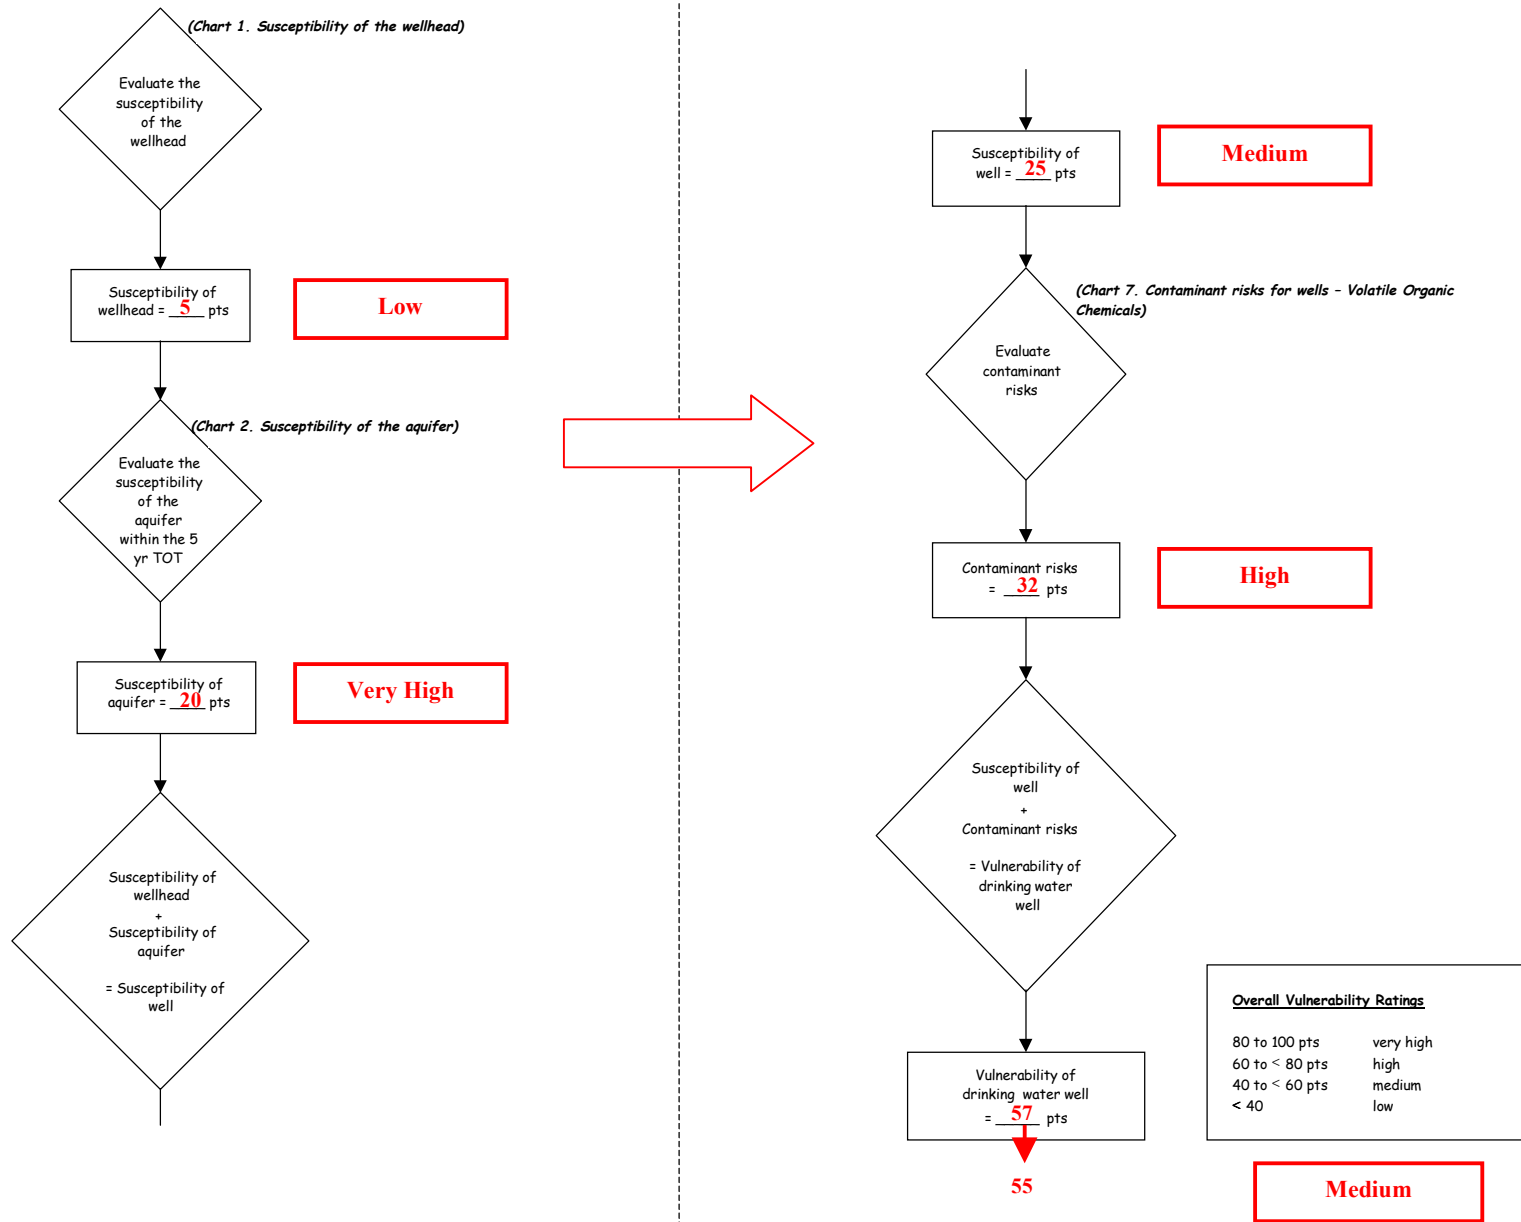 (Chart 1. Susceptibility of the wellhead)
Evaluate the
susceptibility
of the
wellhead
Susceptibility of
wellhead = 5 pts
Low
(Chart 2. Susceptibility of the aquifer)
Evaluate the
susceptibility
of the
aquifer
within the 5
yr TOT
Susceptibility of
aquifer = 20 pts
Very High
Susceptibility of
wellhead
+
Susceptibility of
aquifer
= Susceptibility of
well
Susceptibility of
well = 25 pts
Medium
(Chart 7. Contaminant risks for wells – Volatile Organic
Chemicals)
Evaluate
contaminant
risks
Contaminant risks
= 32 pts
High
Susceptibility of
well
+
Contaminant risks
= Vulnerability of
drinking water
well
Vulnerability of
drinking water well
= 57 pts
55
Overall Vulnerability Ratings
80 to 100 pts very high
60 to < 80 pts high
40 to < 60 pts medium
< 40 low
Medium